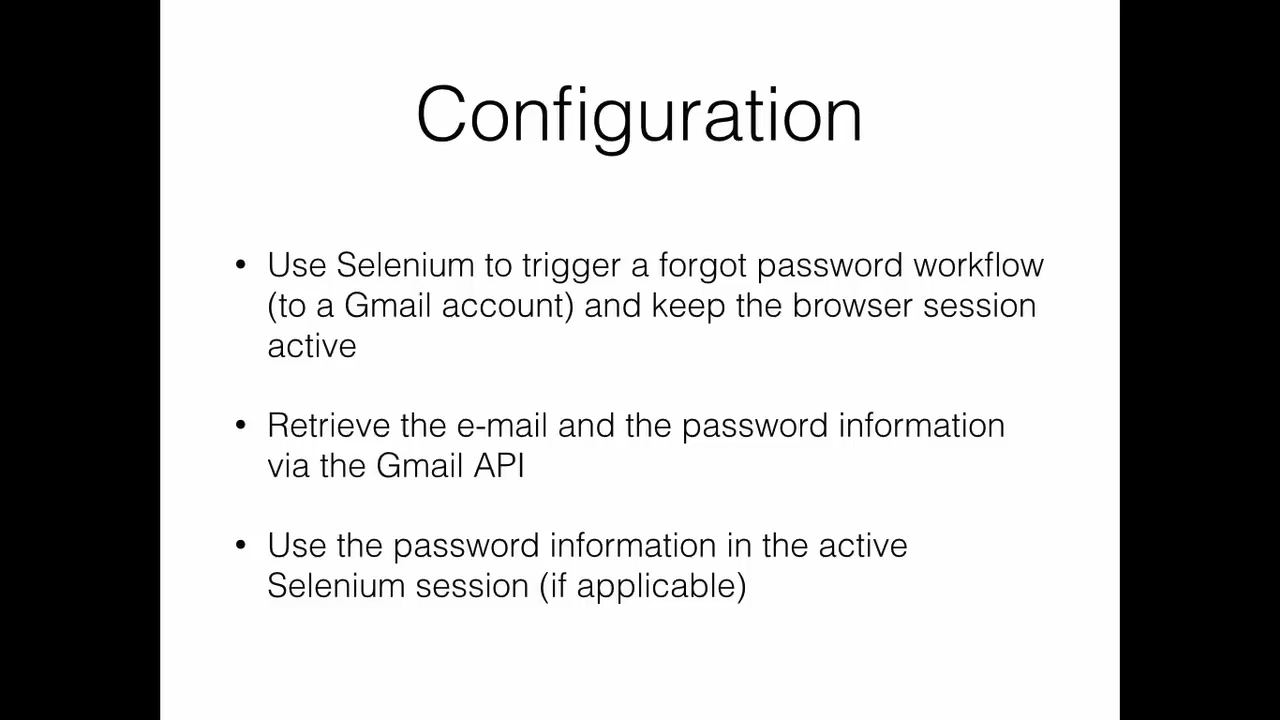 Configuration
• Use Selenium to trigger a forgot password workflow
(to a Gmail account) and keep the browser session
active
• Retrieve the e-mail and the password information
via the Gmail API
• Use the password information in the active
Selenium session (if applicable)